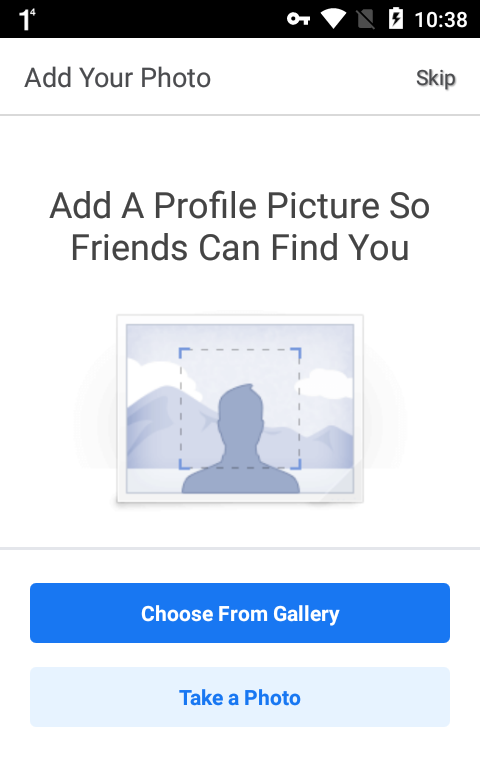 1⁴ 10:38
Add Your Photo Skip
Add A Profile Picture So
Friends Can Find You
Choose From Gallery
Take a Photo